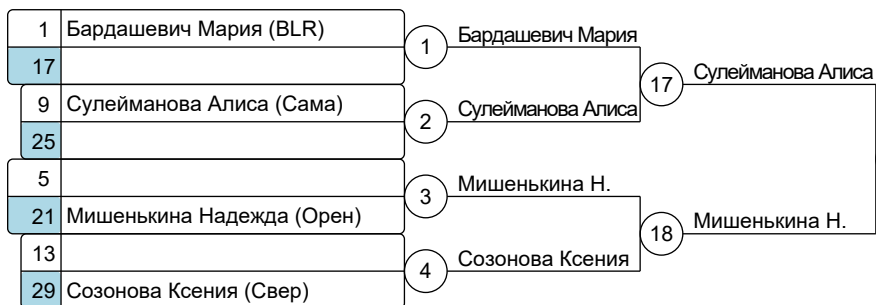 1 Бардашевич Мария (BLR)
17
1 Бардашевич Мария
9 Сулейманова Алиса (Сама)
25
2 Сулейманова Алиса
17 Сулейманова Алиса
5
21 Мишенькина Надежда (Орен)
3 Мишенькина Н.
13
29 Созонова Ксения (Свер)
4 Созонова Ксения
18 Мишенькина Н.